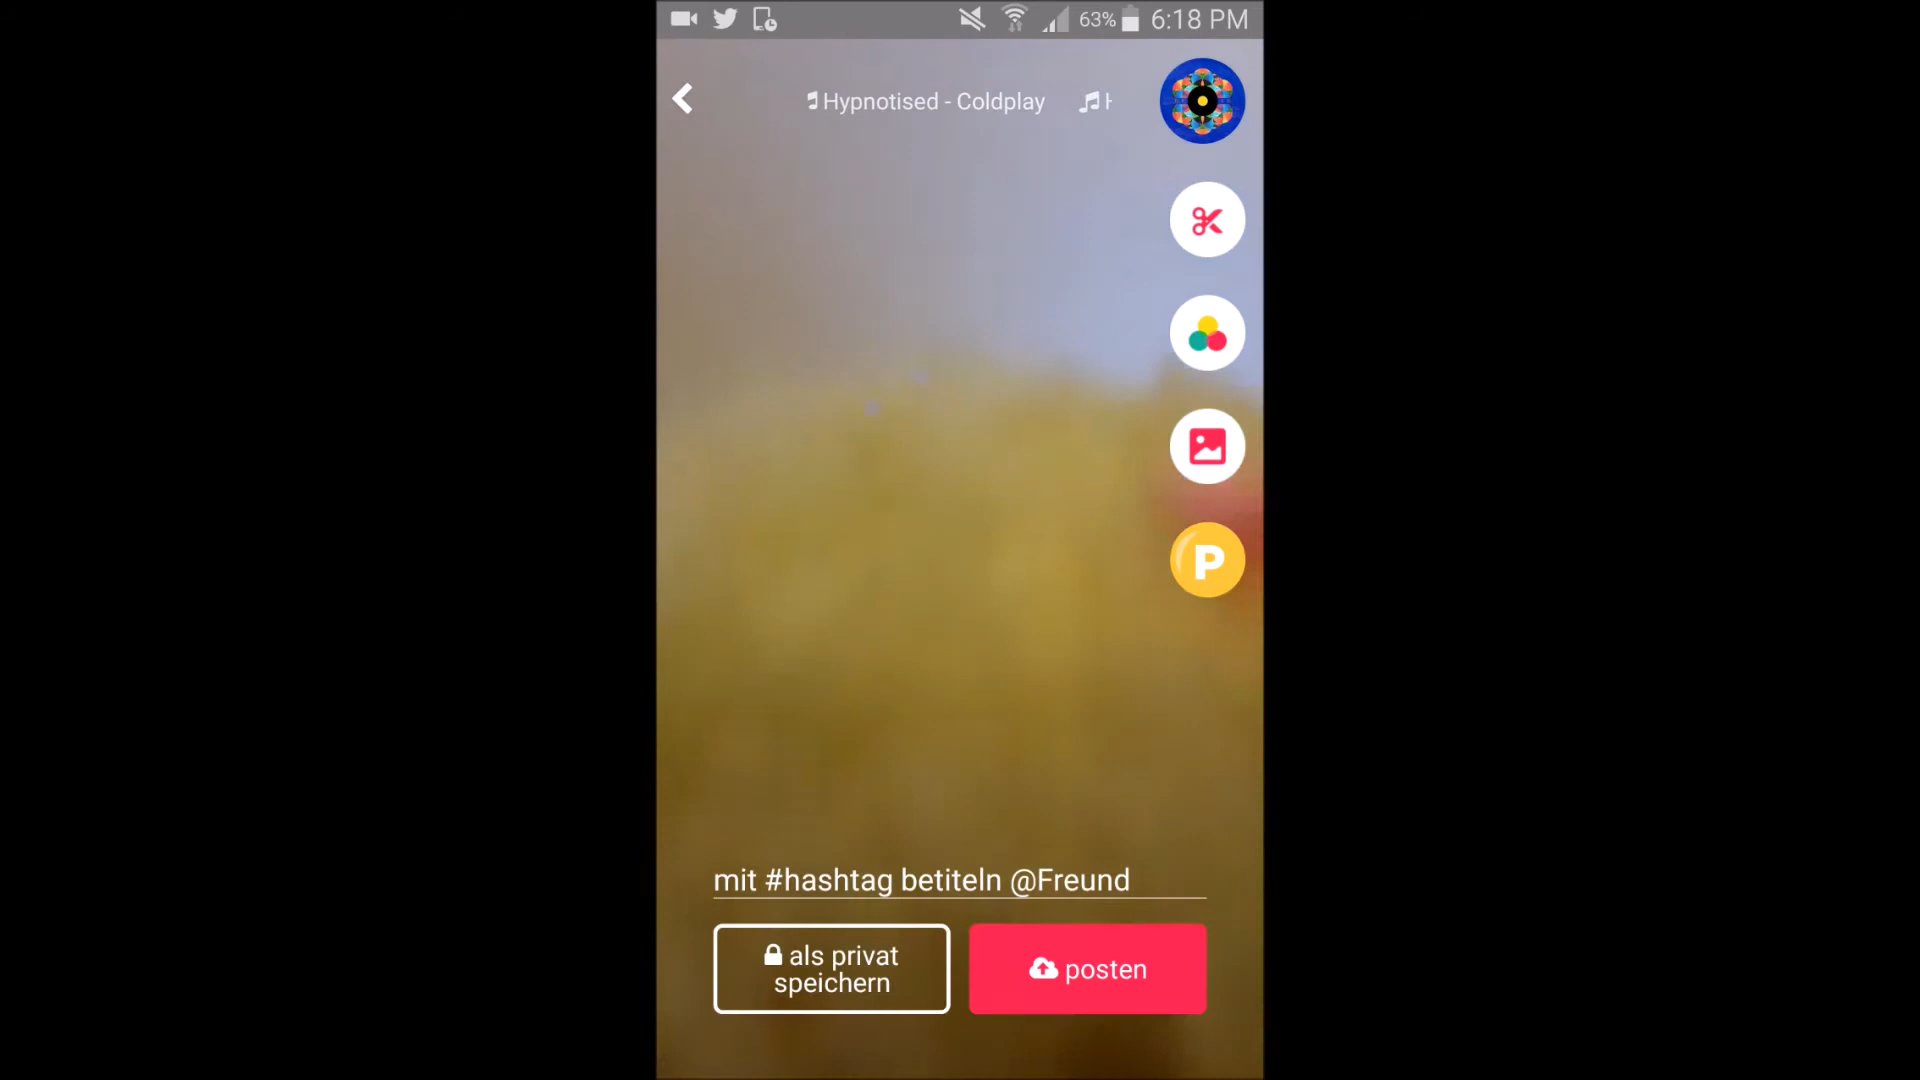 63% 6:18 PM
Hypnotised - Coldplay
P
mit #hashtag betiteln @Freund
als privat
speichern
posten